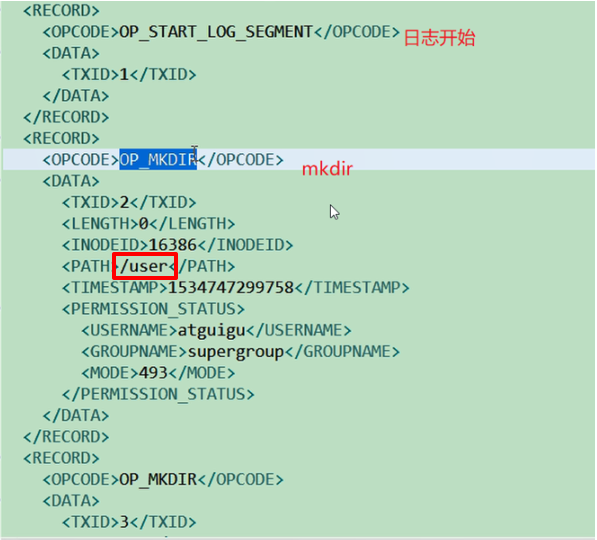 <RECORD>
<OPCODE>OP_START_LOG_SEGMENT</OPCODE> 日志开始
<DATA>
<TXID>1</TXID>
</DATA>
</RECORD>
<RECORD>
<OPCODE>OP_MKDIR</OPCODE> mkdir
<DATA>
<TXID>2</TXID>
<LENGTH>0</LENGTH>
<INODEID>16386</INODEID>
<PATH>/user</PATH>
<TIMESTAMP>1534747299758</TIMESTAMP>
<PERMISSION_STATUS>
<USERNAME>atguigu</USERNAME>
<GROUPNAME>supergroup</GROUPNAME>
<MODE>493</MODE>
</PERMISSION_STATUS>
</DATA>
</RECORD>
<RECORD>
<OPCODE>OP_MKDIR</OPCODE>
<DATA>
<TXID>3</TXID>